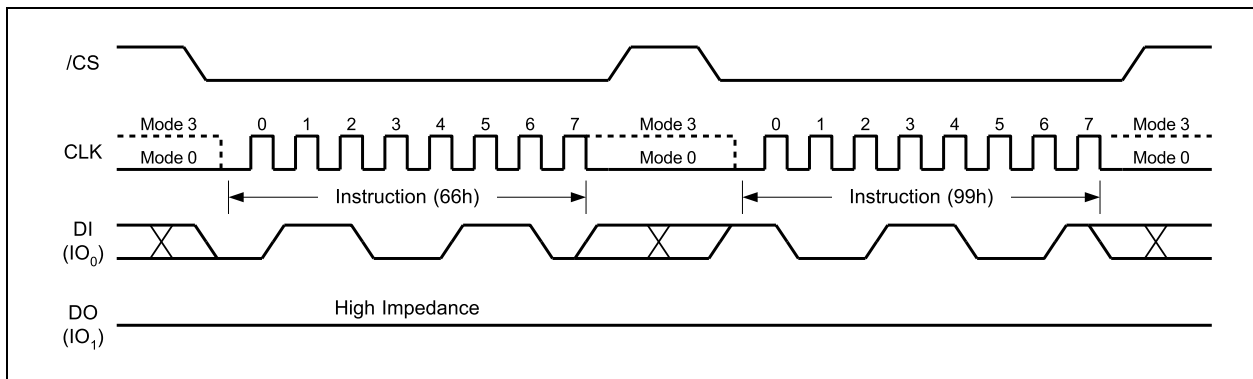 /CS
Mode 3 0 1 2 3 4 5 6 7 Mode 3 0 1 2 3 4 5 6 7 Mode 3
CLK
Mode 0 Mode 0 Mode 0
Instruction (66h) Instruction (99h)
DI
(IO₀)
High Impedance
DO
(IO₁)